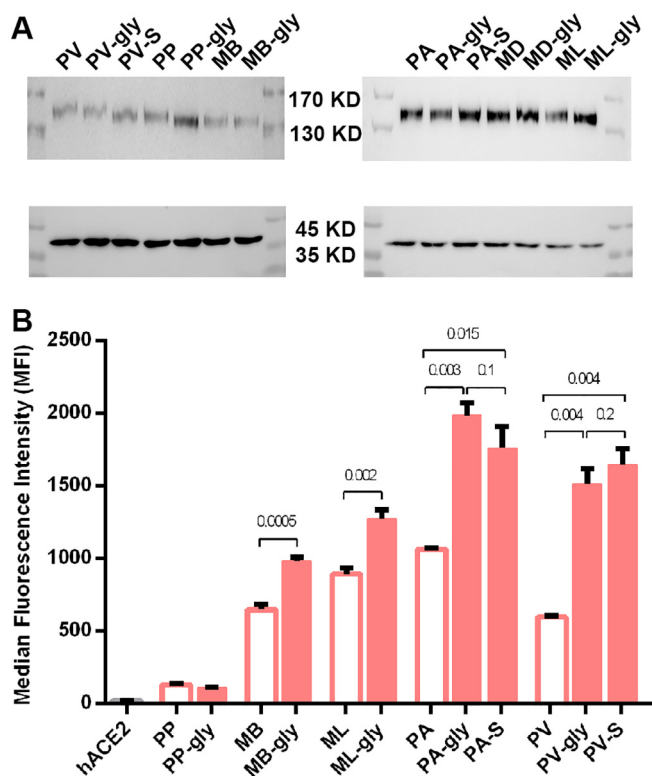 A
PV PV-gly PV-S PP PP-gly MB MB-gly
PA PA-gly PA-S MD MD-gly ML ML-gly
170 KD
130 KD
45 KD
35 KD
B
Median Fluorescence Intensity (MFI)
2500
2000
1500
1000
500
0
0.0005
0.002
0.015
0.003 0.1
0.004
0.004 0.2
hACE2 PP PP-gly MB MB-gly ML ML-gly PA PA-gly PA-S PV PV-gly PV-S